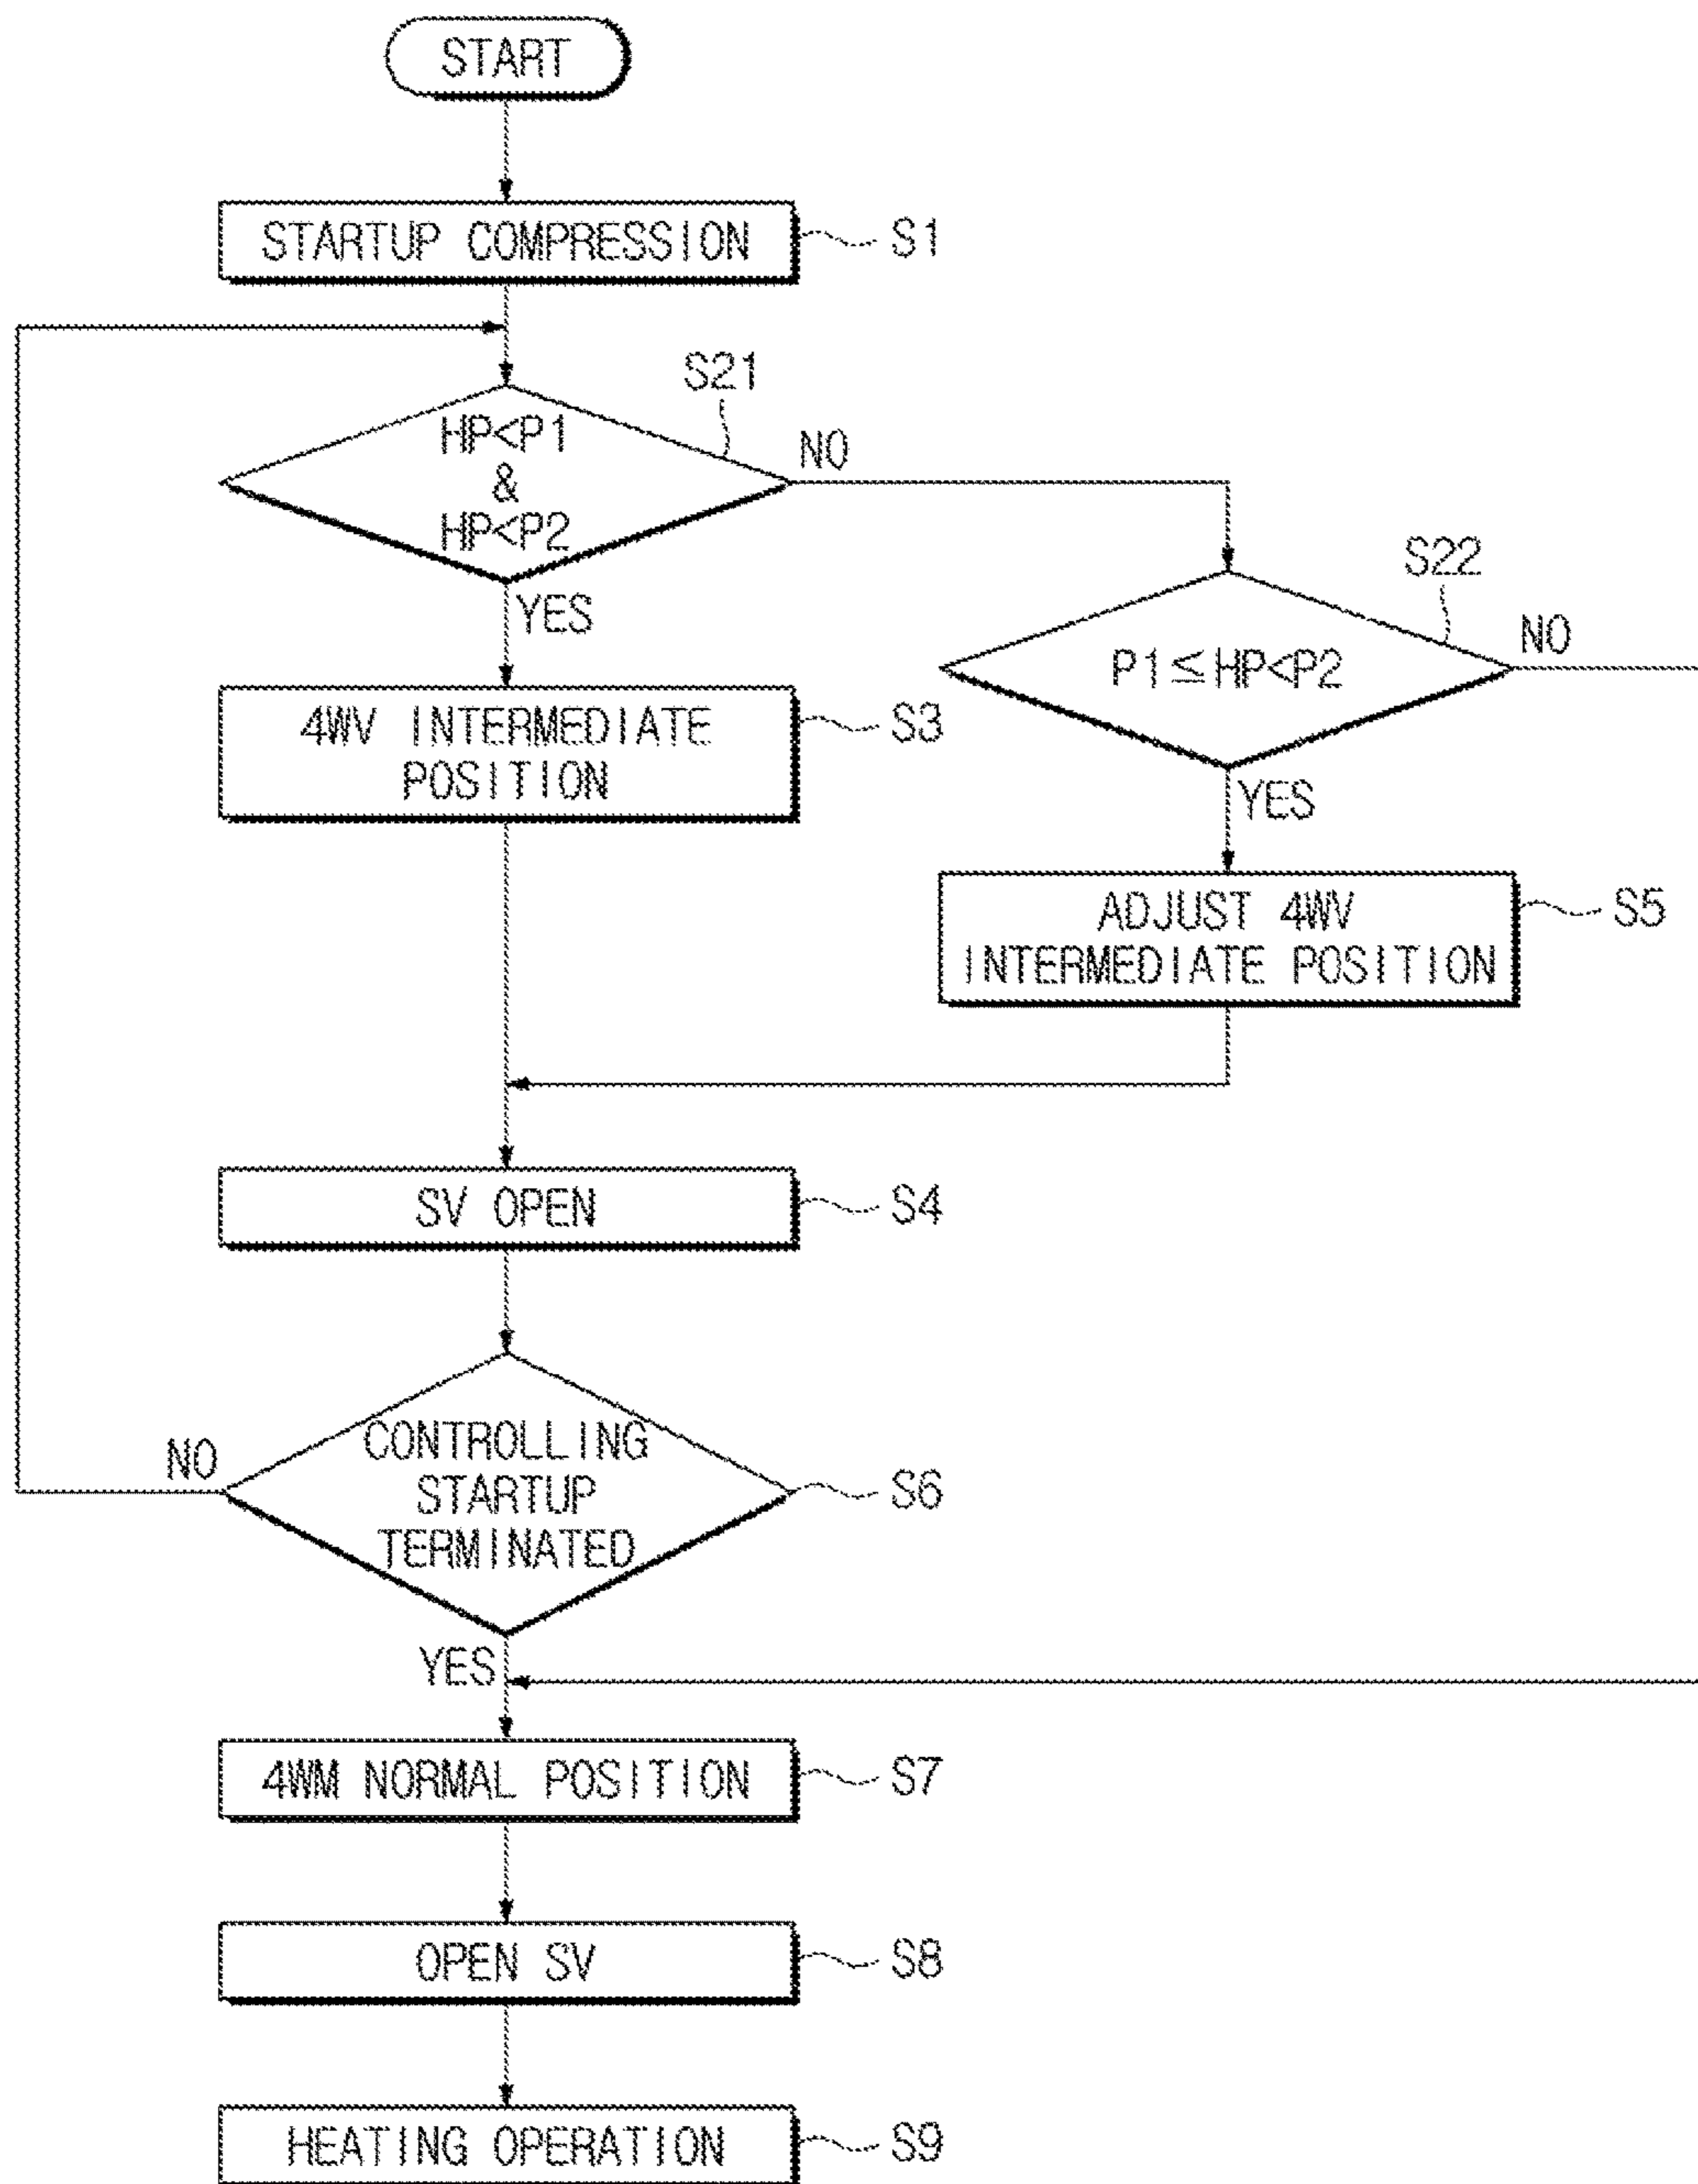 START
STARTUP COMPRESSION
S1
S21
HP<P1
&
HP<P2
NO
YES
S22
P1≦HP<P2
NO
YES
4WV INTERMEDIATE
POSITION
S3
ADJUST 4WV
INTERMEDIATE POSITION
S5
SV OPEN
S4
CONTROLLING
STARTUP
TERMINATED
NO
S6
YES
4WM NORMAL POSITION
S7
OPEN SV
S8
HEATING OPERATION
S9